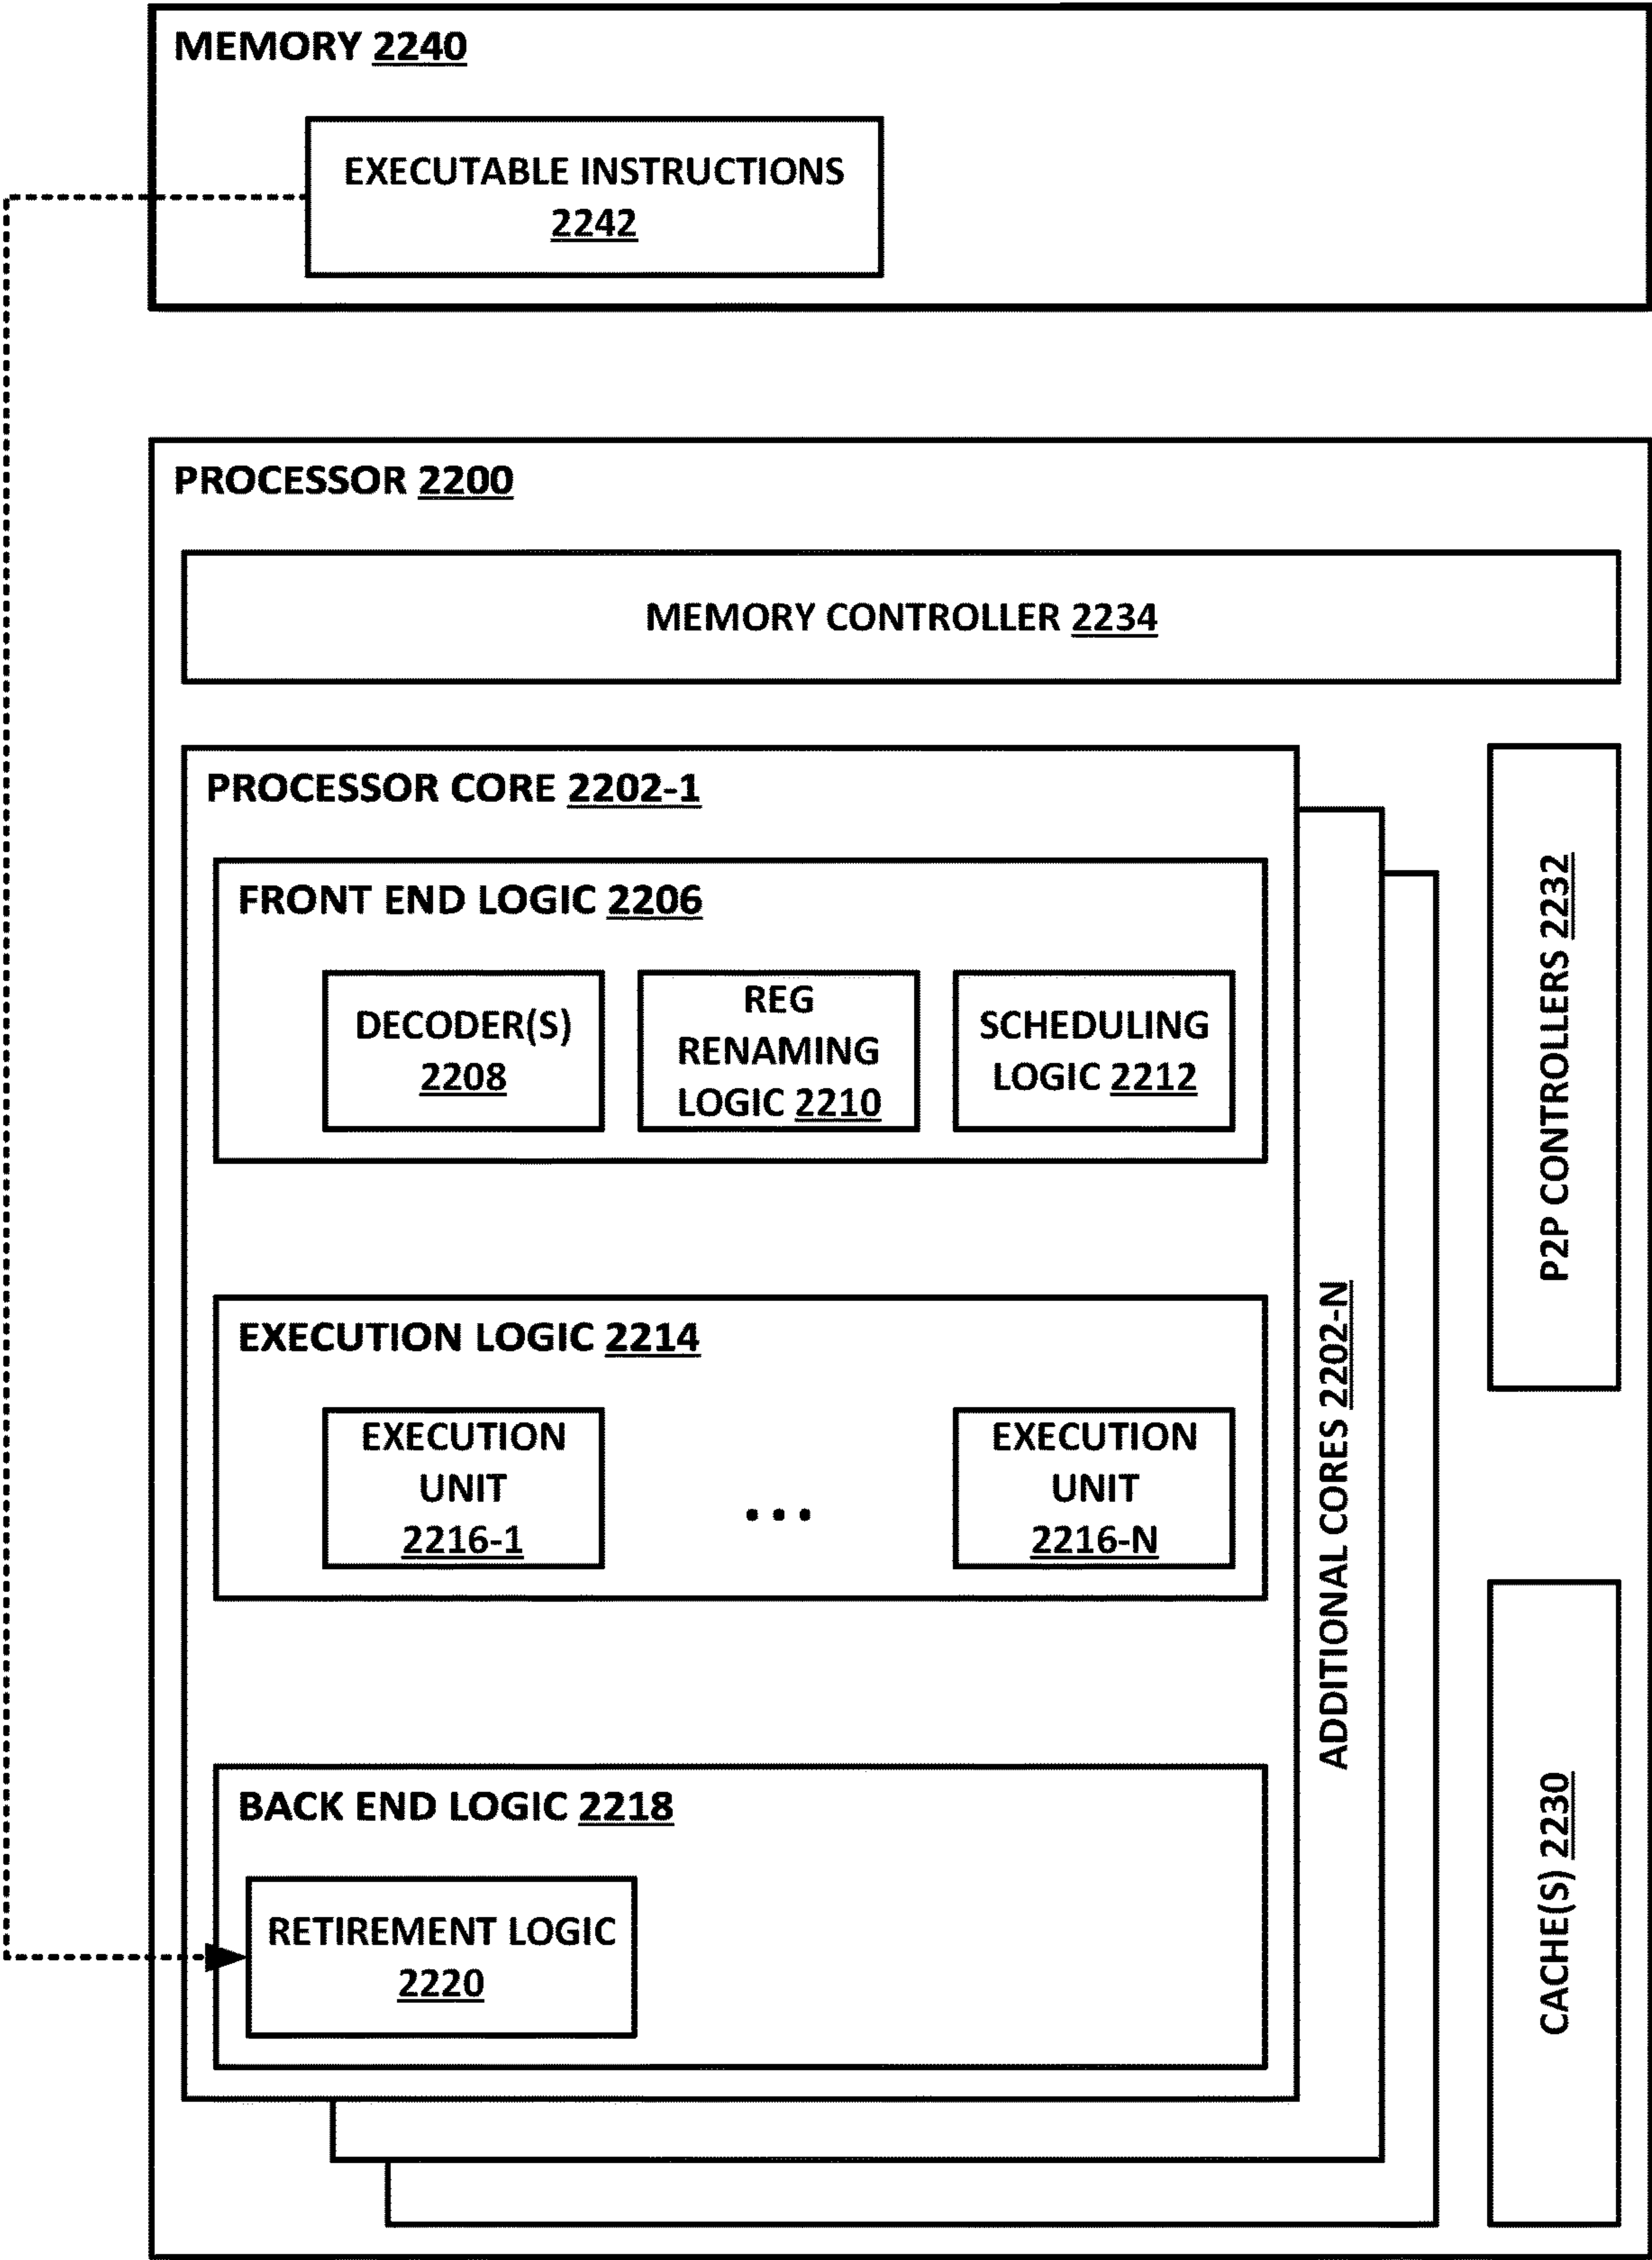 MEMORY 2240
EXECUTABLE INSTRUCTIONS
2242
PROCESSOR 2200
MEMORY CONTROLLER 2234
PROCESSOR CORE 2202-1
FRONT END LOGIC 2206
DECODER(S)
2208
REG
RENAMING
LOGIC 2210
SCHEDULING
LOGIC 2212
EXECUTION LOGIC 2214
EXECUTION
UNIT
2216-1
...
EXECUTION
UNIT
2216-N
BACK END LOGIC 2218
RETIREMENT LOGIC
2220
ADDITIONAL CORES 2202-N
P2P CONTROLLERS 2232
CACHE(S) 2230